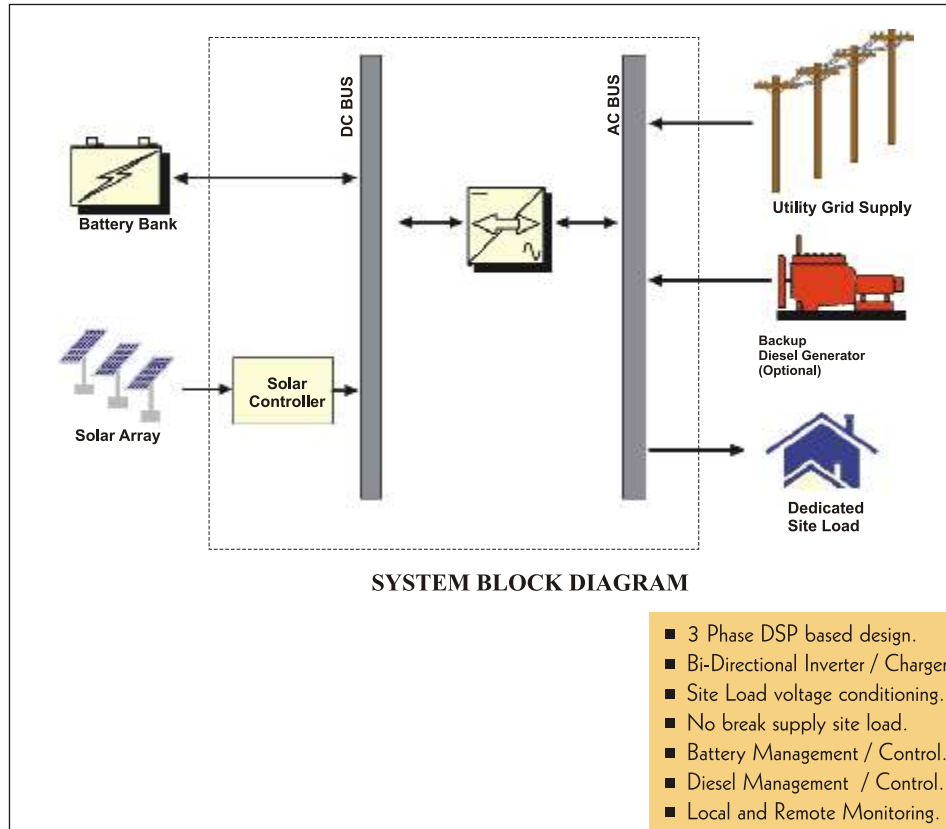 DC BUS
AC BUS
Battery Bank
Utility Grid Supply
Solar
Controller
Solar Array
Backup
Diesel Generator
(Optional)
Dedicated
Site Load
SYSTEM BLOCK DIAGRAM
■ 3 Phase DSP based design.
■ Bi-Directional Inverter / Charger
■ Site Load voltage conditioning.
■ No break supply site load.
■ Battery Management / Control.
■ Diesel Management / Control.
■ Local and Remote Monitoring.